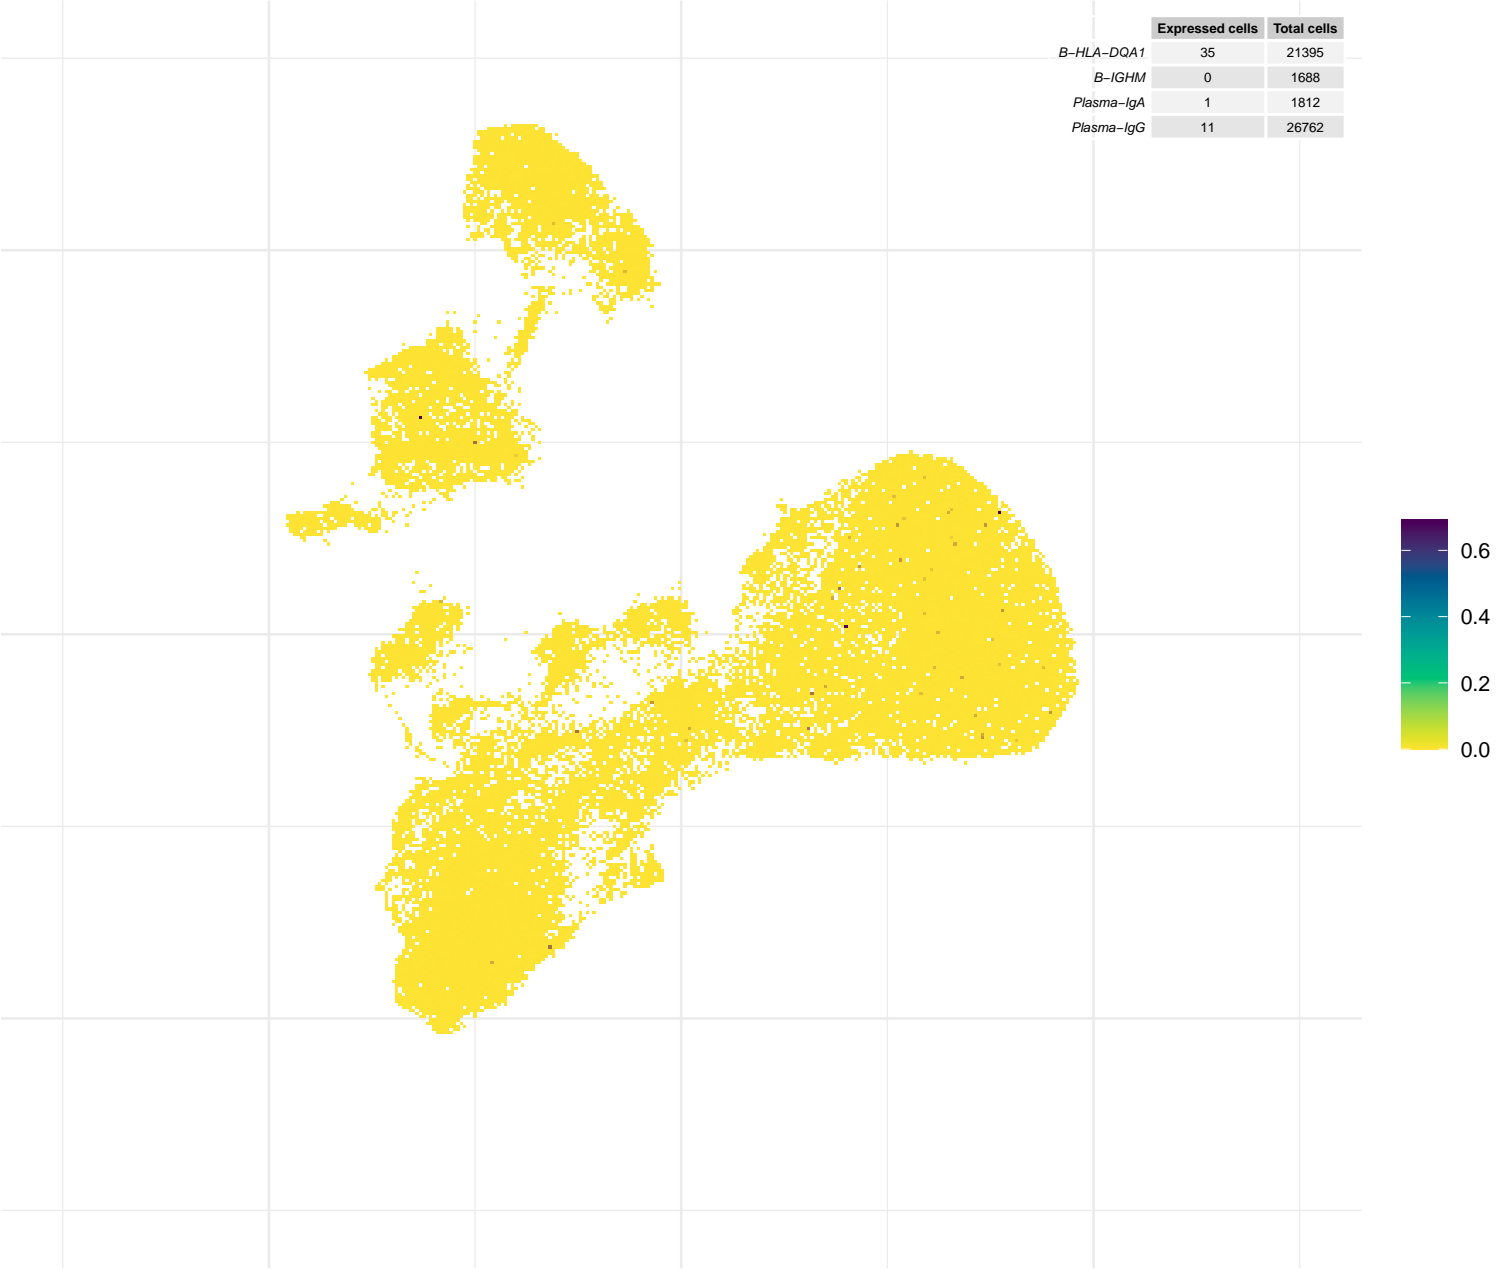 Expressed cells Total cells
B−HLA−DQA1 35 21395
B−IGHM 0 1688
Plasma−IgA 1 1812
Plasma−IgG 11 26762
0.6
0.4
0.2
0.0